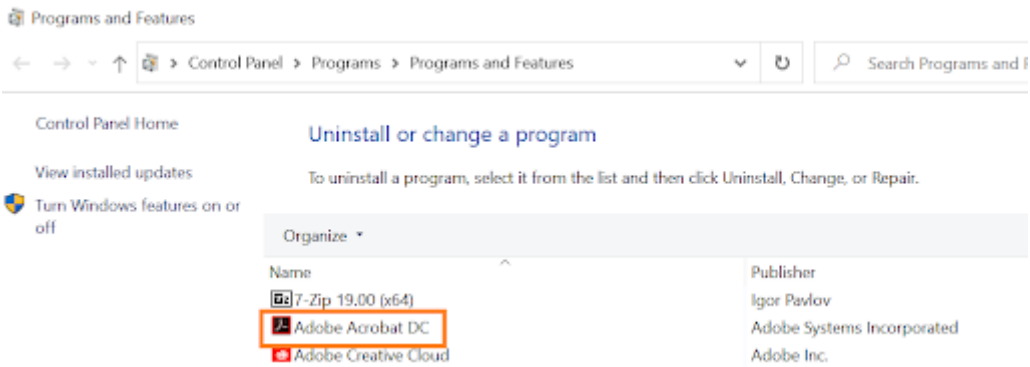 Programs and Features
Control Panel > Programs > Programs and Features
Search Programs and F
Control Panel Home
Uninstall or change a program
View installed updates
To uninstall a program, select it from the list and then click Uninstall, Change, or Repair.
Turn Windows features on or
off
Organize
Name Publisher
7-Zip 19.00 (x64) Igor Pavlov
Adobe Acrobat DC Adobe Systems Incorporated
Adobe Creative Cloud Adobe Inc.